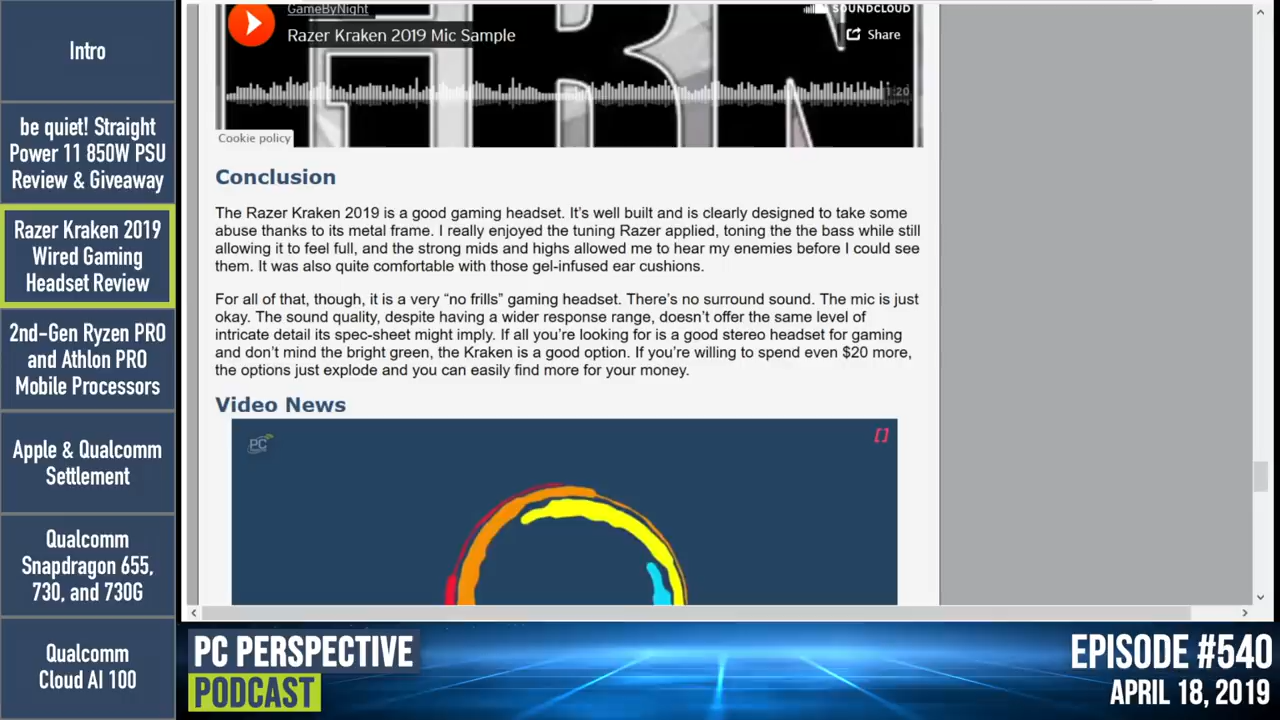 Intro
be quiet! Straight
Power 11 850W PSU
Review & Giveaway
Razer Kraken 2019
Wired Gaming
Headset Review
2nd-Gen Ryzen PRO
and Athlon PRO
Mobile Processors
Apple & Qualcomm
Settlement
Qualcomm
Snapdragon 655,
730, and 730G
Qualcomm
Cloud AI 100
GameByNight
SOUNDCLOUD
Razer Kraken 2019 Mic Sample
Share
1:20
Cookie policy
Conclusion
The Razer Kraken 2019 is a good gaming headset. It’s well built and is clearly designed to take some
abuse thanks to its metal frame. I really enjoyed the tuning Razer applied, toning the the bass while still
allowing it to feel full, and the strong mids and highs allowed me to hear my enemies before I could see
them. It was also quite comfortable with those gel-infused ear cushions.
For all of that, though, it is a very “no frills” gaming headset. There’s no surround sound. The mic is just
okay. The sound quality, despite having a wider response range, doesn’t offer the same level of
intricate detail its spec-sheet might imply. If all you’re looking for is a good stereo headset for gaming
and don’t mind the bright green, the Kraken is a good option. If you’re willing to spend even $20 more,
the options just explode and you can easily find more for your money.
Video News
PC
PC PERSPECTIVE
PODCAST
EPISODE #540
APRIL 18, 2019